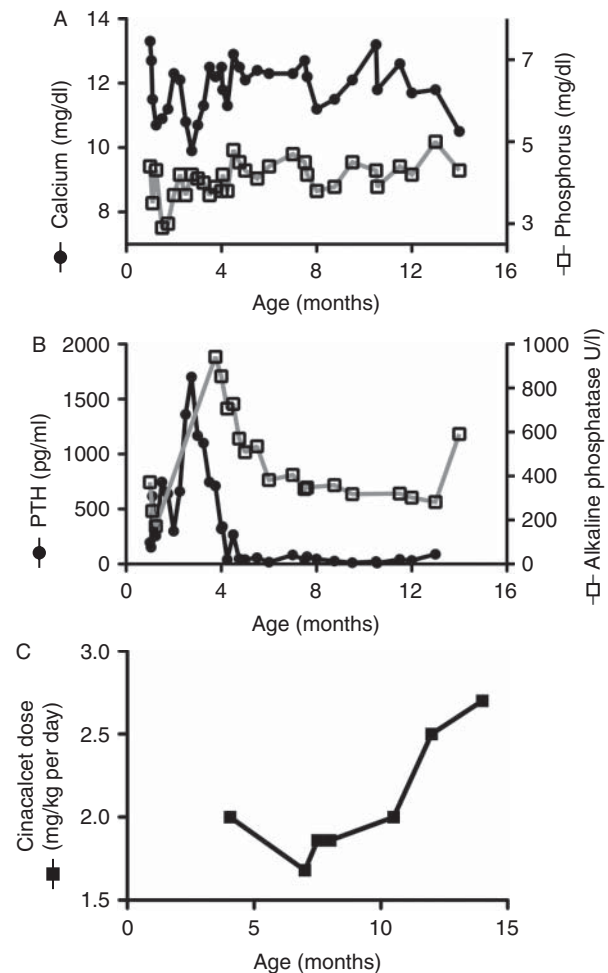 A
14
12
10
8
7
5
3
Calcium (mg/dl)
Phosphorus (mg/dl)
0 4 8 12 16
Age (months)
B
2000
1500
1000
500
0
1000
800
600
400
200
0
PTH (pg/ml)
Alkaline phosphatase U/l
0 4 8 12 16
Age (months)
C
3.0
2.5
2.0
1.5
Cinacalcet dose
(mg/kg per day)
0 5 10 15
Age (months)